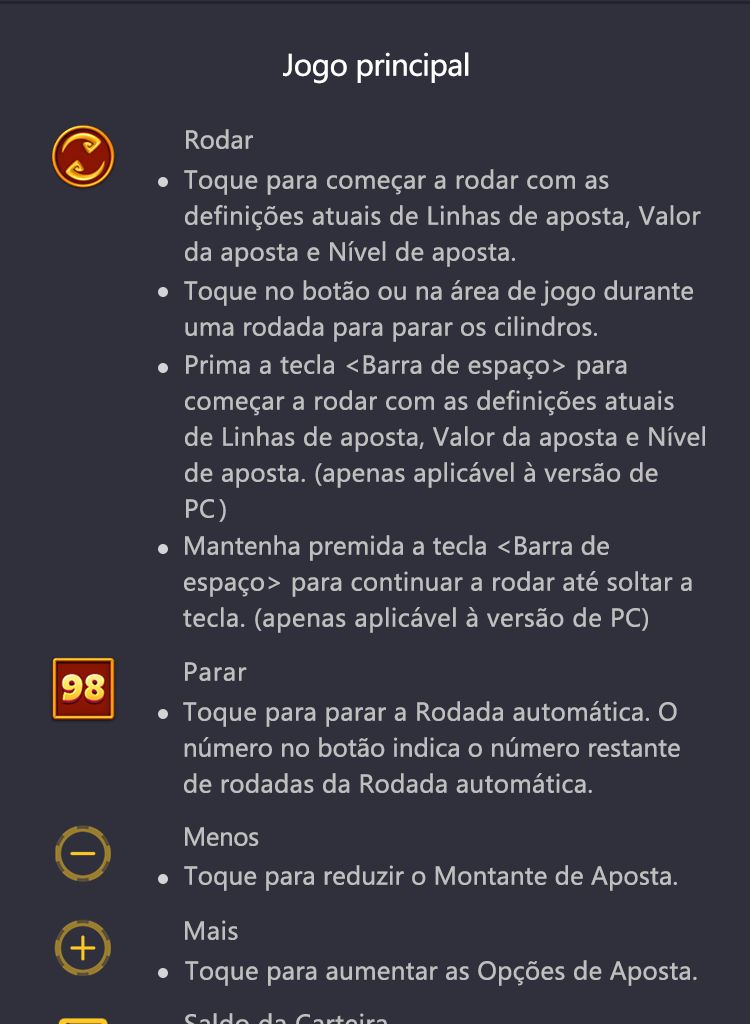 Jogo principal
Rodar
• Toque para começar a rodar com as
definições atuais de Linhas de aposta, Valor
da aposta e Nível de aposta.
• Toque no botão ou na área de jogo durante
uma rodada para parar os cilindros.
• Prima a tecla <Barra de espaço> para
começar a rodar com as definições atuais
de Linhas de aposta, Valor da aposta e Nível
de aposta. (apenas aplicável à versão de
PC)
• Mantenha premida a tecla <Barra de
espaço> para continuar a rodar até soltar a
tecla. (apenas aplicável à versão de PC)
98
Parar
• Toque para parar a Rodada automática. O
número no botão indica o número restante
de rodadas da Rodada automática.
Menos
• Toque para reduzir o Montante de Aposta.
Mais
• Toque para aumentar as Opções de Aposta.
Saldo da Carteira